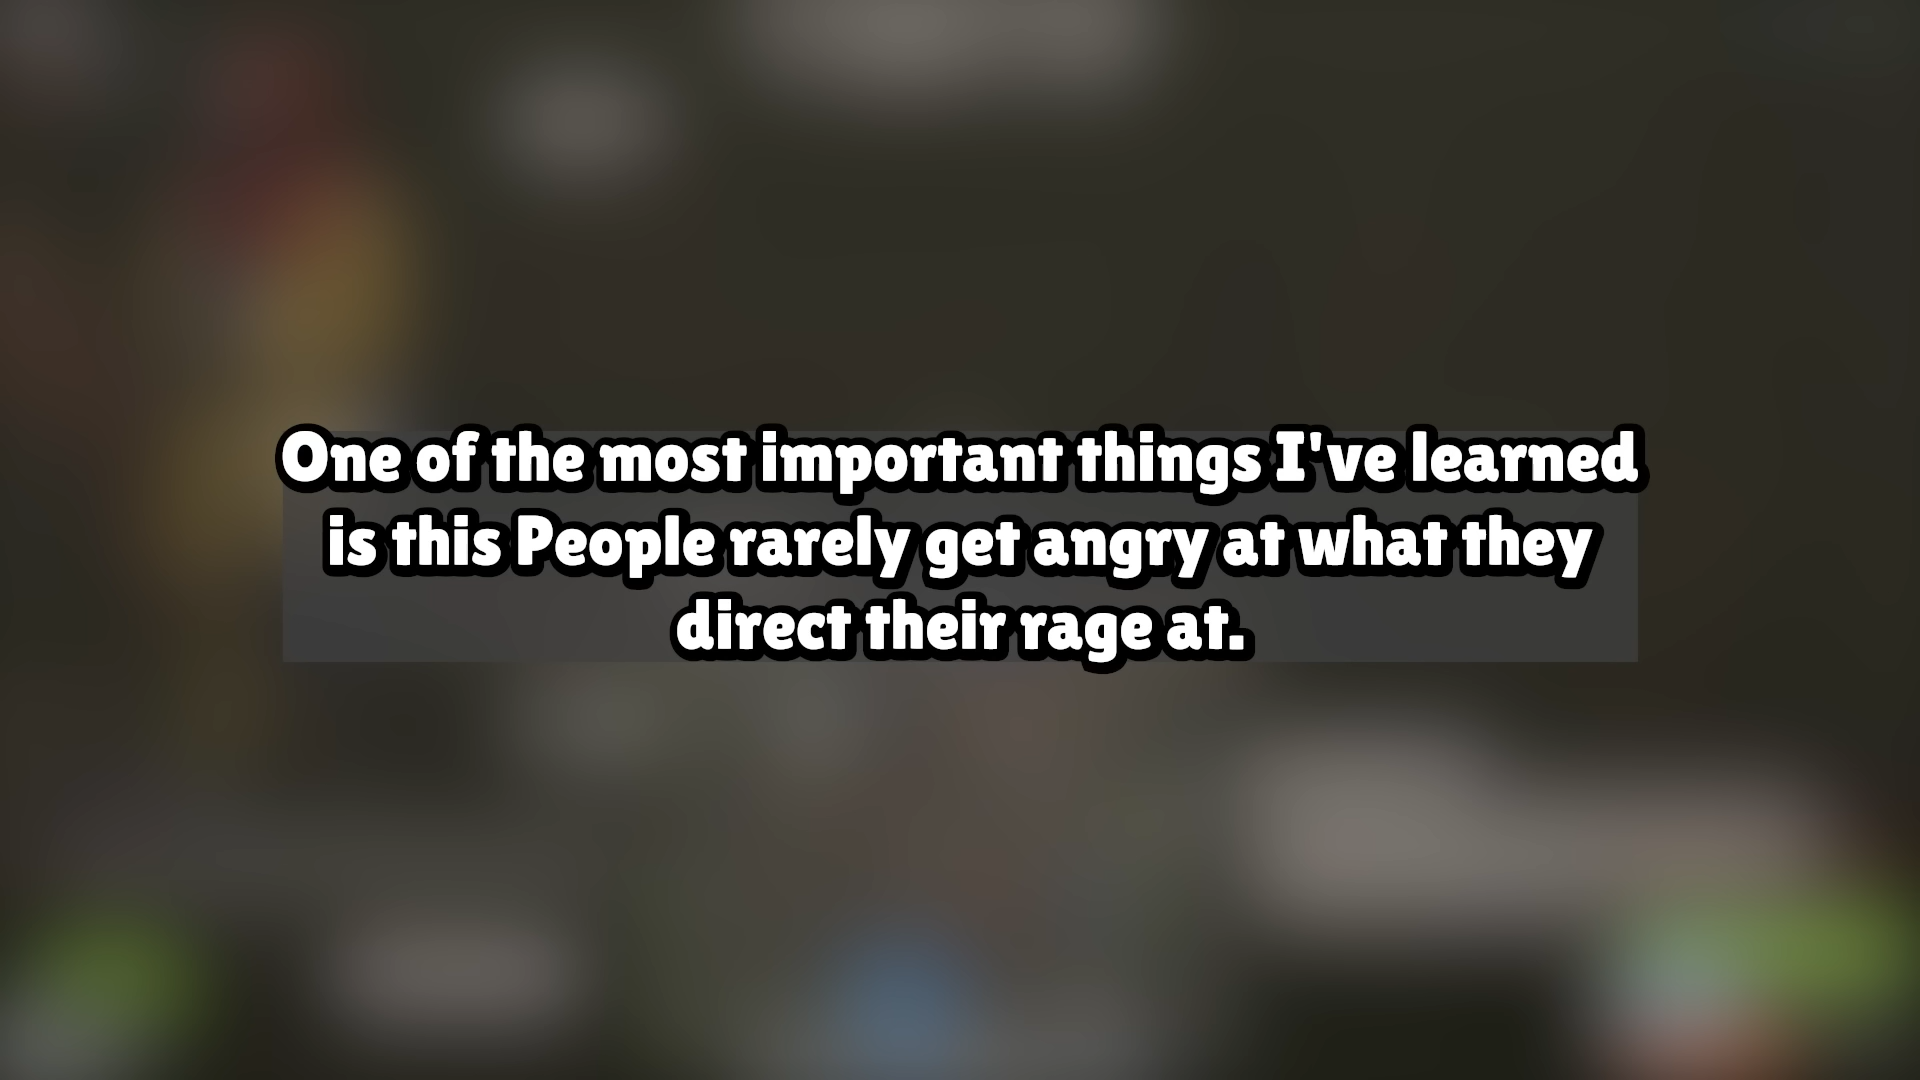 One of the most important things I've learned
is this People rarely get angry at what they
direct their rage at.